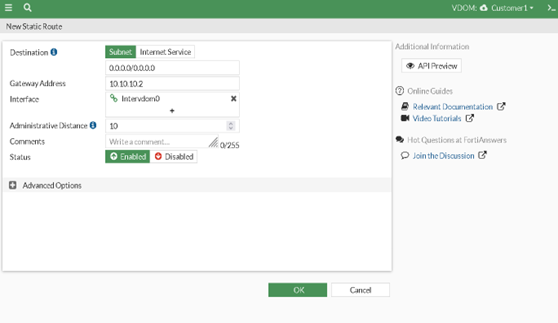 VDOM: Customer1
New Static Route
Destination Subnet Internet Service
0.0.0.0/0.0.0.0
Gateway Address 10.10.10.2
Interface Intervdom0
+
Administrative Distance 10
Comments Write a comment... 0/255
Status Enabled Disabled
Advanced Options
OK Cancel
Additional Information
API Preview
Online Guides
Relevant Documentation
Video Tutorials
Hot Questions at FortiAnswers
Join the Discussion